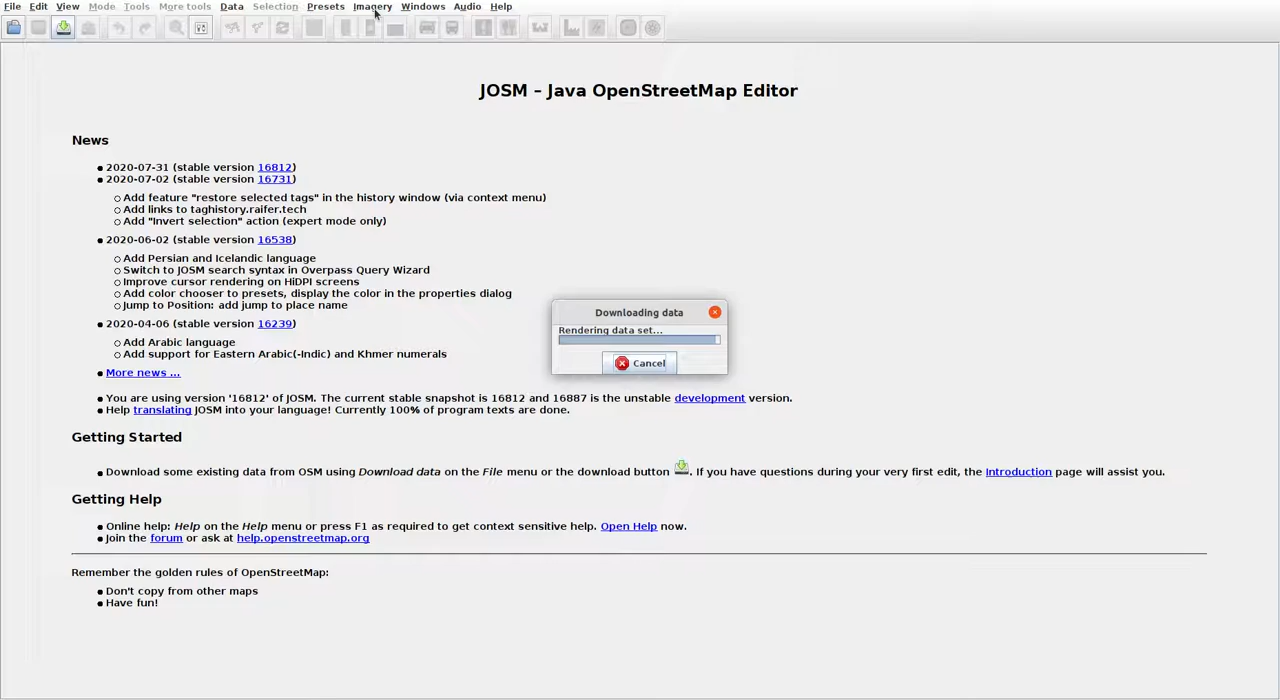 File Edit View Mode Tools More tools Data Selection Presets Imagery Windows Audio Help
JOSM – Java OpenStreetMap Editor
News
2020-07-31 (stable version 16812)
2020-07-02 (stable version 16731)
Add feature "restore selected tags" in the history window (via context menu)
Add links to taghistory.raifer.tech
Add "Invert selection" action (expert mode only)
2020-06-02 (stable version 16538)
Add Persian and Icelandic language
Switch to JOSM search syntax in Overpass Query Wizard
Improve cursor rendering on HiDPI screens
Add color chooser to presets, display the color in the properties dialog
Jump to Position: add jump to place name
2020-04-06 (stable version 16239)
Add Arabic language
Add support for Eastern Arabic(-Indic) and Khmer numerals
More news ...
Downloading data
Rendering data set...
Cancel
You are using version '16812' of JOSM. The current stable snapshot is 16812 and 16887 is the unstable development version.
Help translating JOSM into your language! Currently 100% of program texts are done.
Getting Started
Download some existing data from OSM using Download data on the File menu or the download button . If you have questions during your very first edit, the Introduction page will assist you.
Getting Help
Online help: Help on the Help menu or press F1 as required to get context sensitive help. Open Help now.
Join the forum or ask at help.openstreetmap.org
Remember the golden rules of OpenStreetMap:
Don't copy from other maps
Have fun!